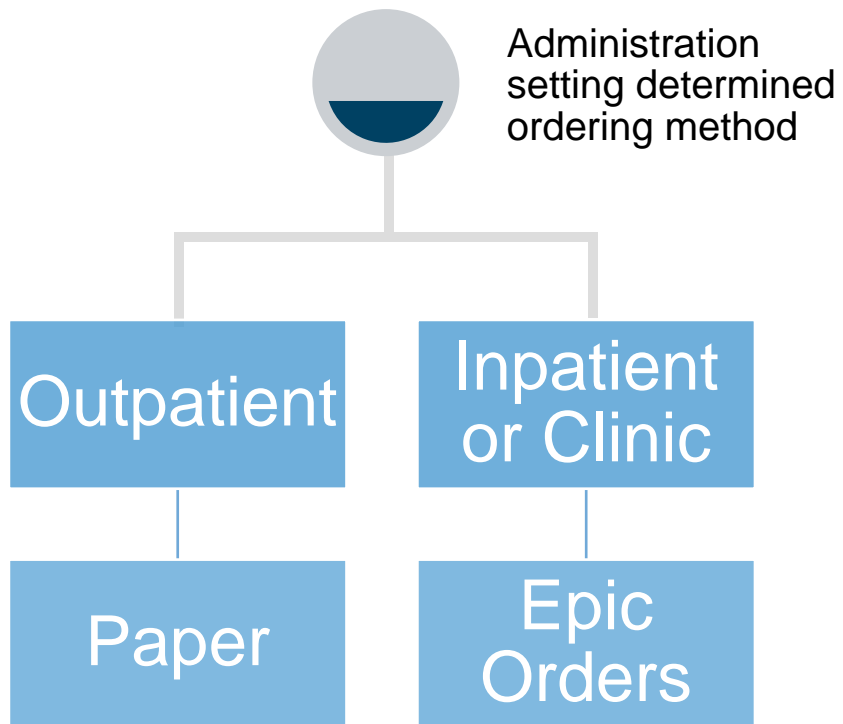 Administration
setting determined
ordering method
Outpatient
Inpatient
or Clinic
Paper
Epic
Orders